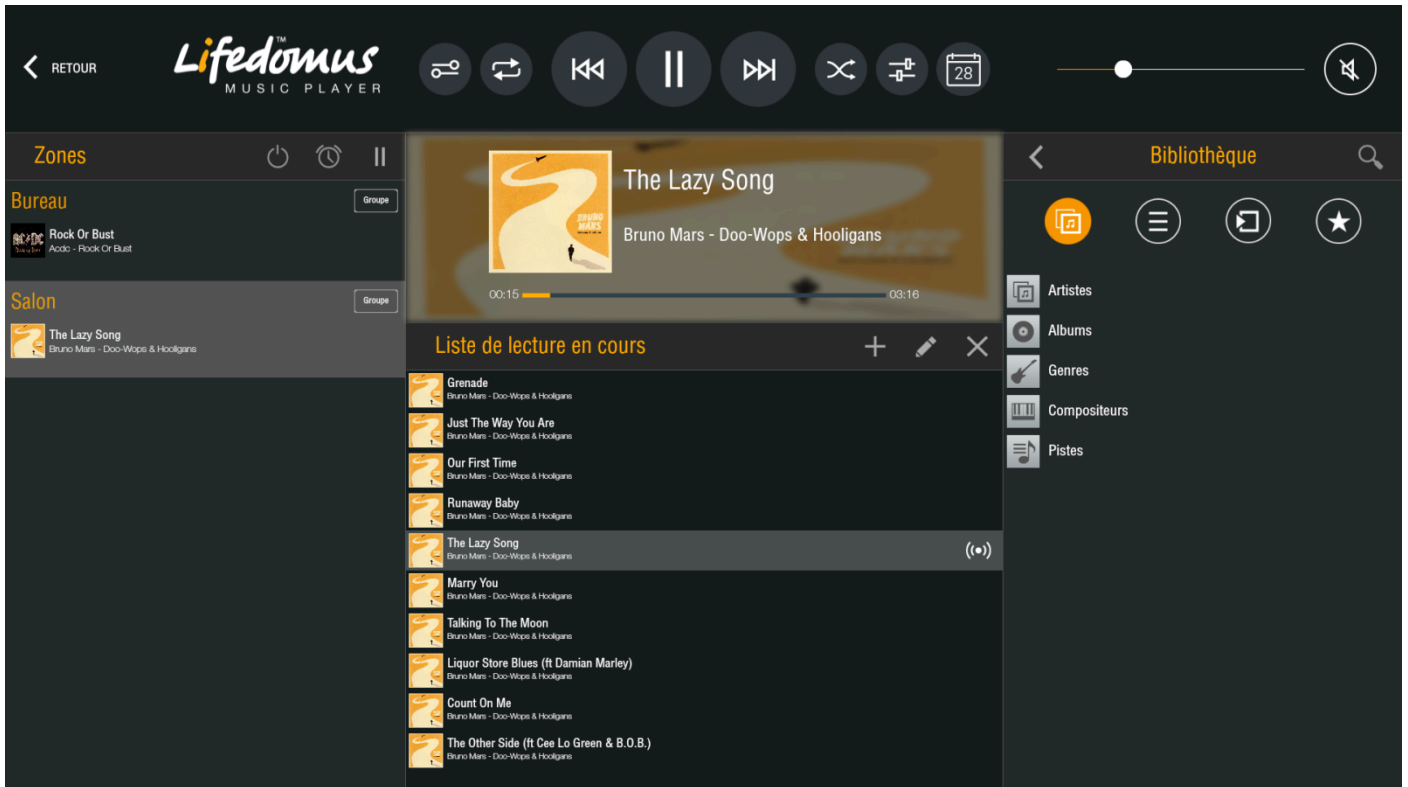 RETOUR
Lifedomus™
MUSIC PLAYER
28
Zones
Bureau
Groupe
Rock Or Bust
Acdc - Rock Or Bust
Salon
Groupe
The Lazy Song
Bruno Mars - Doo-Wops & Hooligans
BRUNO
MARS
The Lazy Song
Bruno Mars - Doo-Wops & Hooligans
00:15
03:16
Liste de lecture en cours
Grenade
Bruno Mars - Doo-Wops & Hooligans
Just The Way You Are
Bruno Mars - Doo-Wops & Hooligans
Our First Time
Bruno Mars - Doo-Wops & Hooligans
Runaway Baby
Bruno Mars - Doo-Wops & Hooligans
The Lazy Song
Bruno Mars - Doo-Wops & Hooligans
Marry You
Bruno Mars - Doo-Wops & Hooligans
Talking To The Moon
Bruno Mars - Doo-Wops & Hooligans
Liquor Store Blues (ft Damian Marley)
Bruno Mars - Doo-Wops & Hooligans
Count On Me
Bruno Mars - Doo-Wops & Hooligans
The Other Side (ft Cee Lo Green & B.O.B.)
Bruno Mars - Doo-Wops & Hooligans
Bibliothèque
Artistes
Albums
Genres
Compositeurs
Pistes